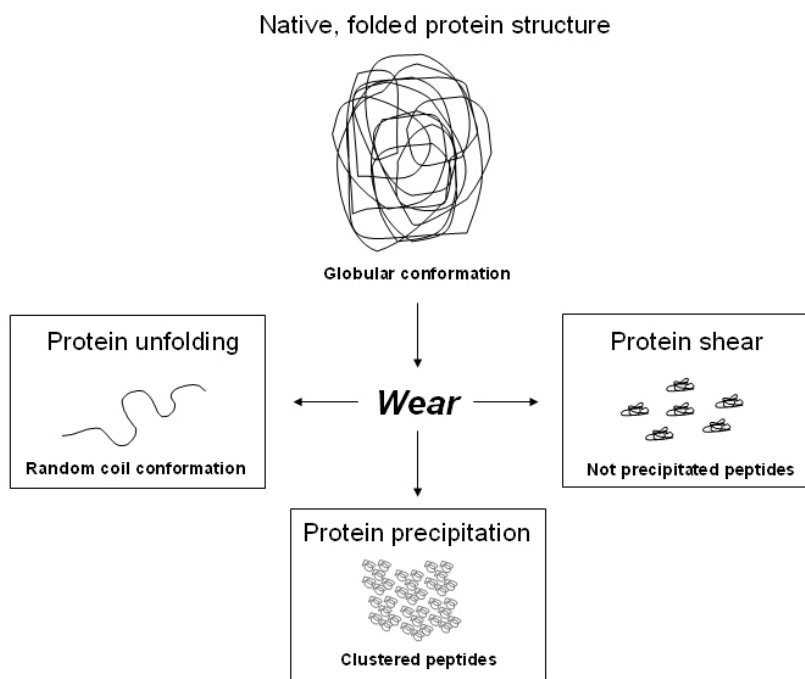 Native, folded protein structure
Globular conformation
Protein unfolding
Random coil conformation
Wear
Protein shear
Not precipitated peptides
Protein precipitation
Clustered peptides